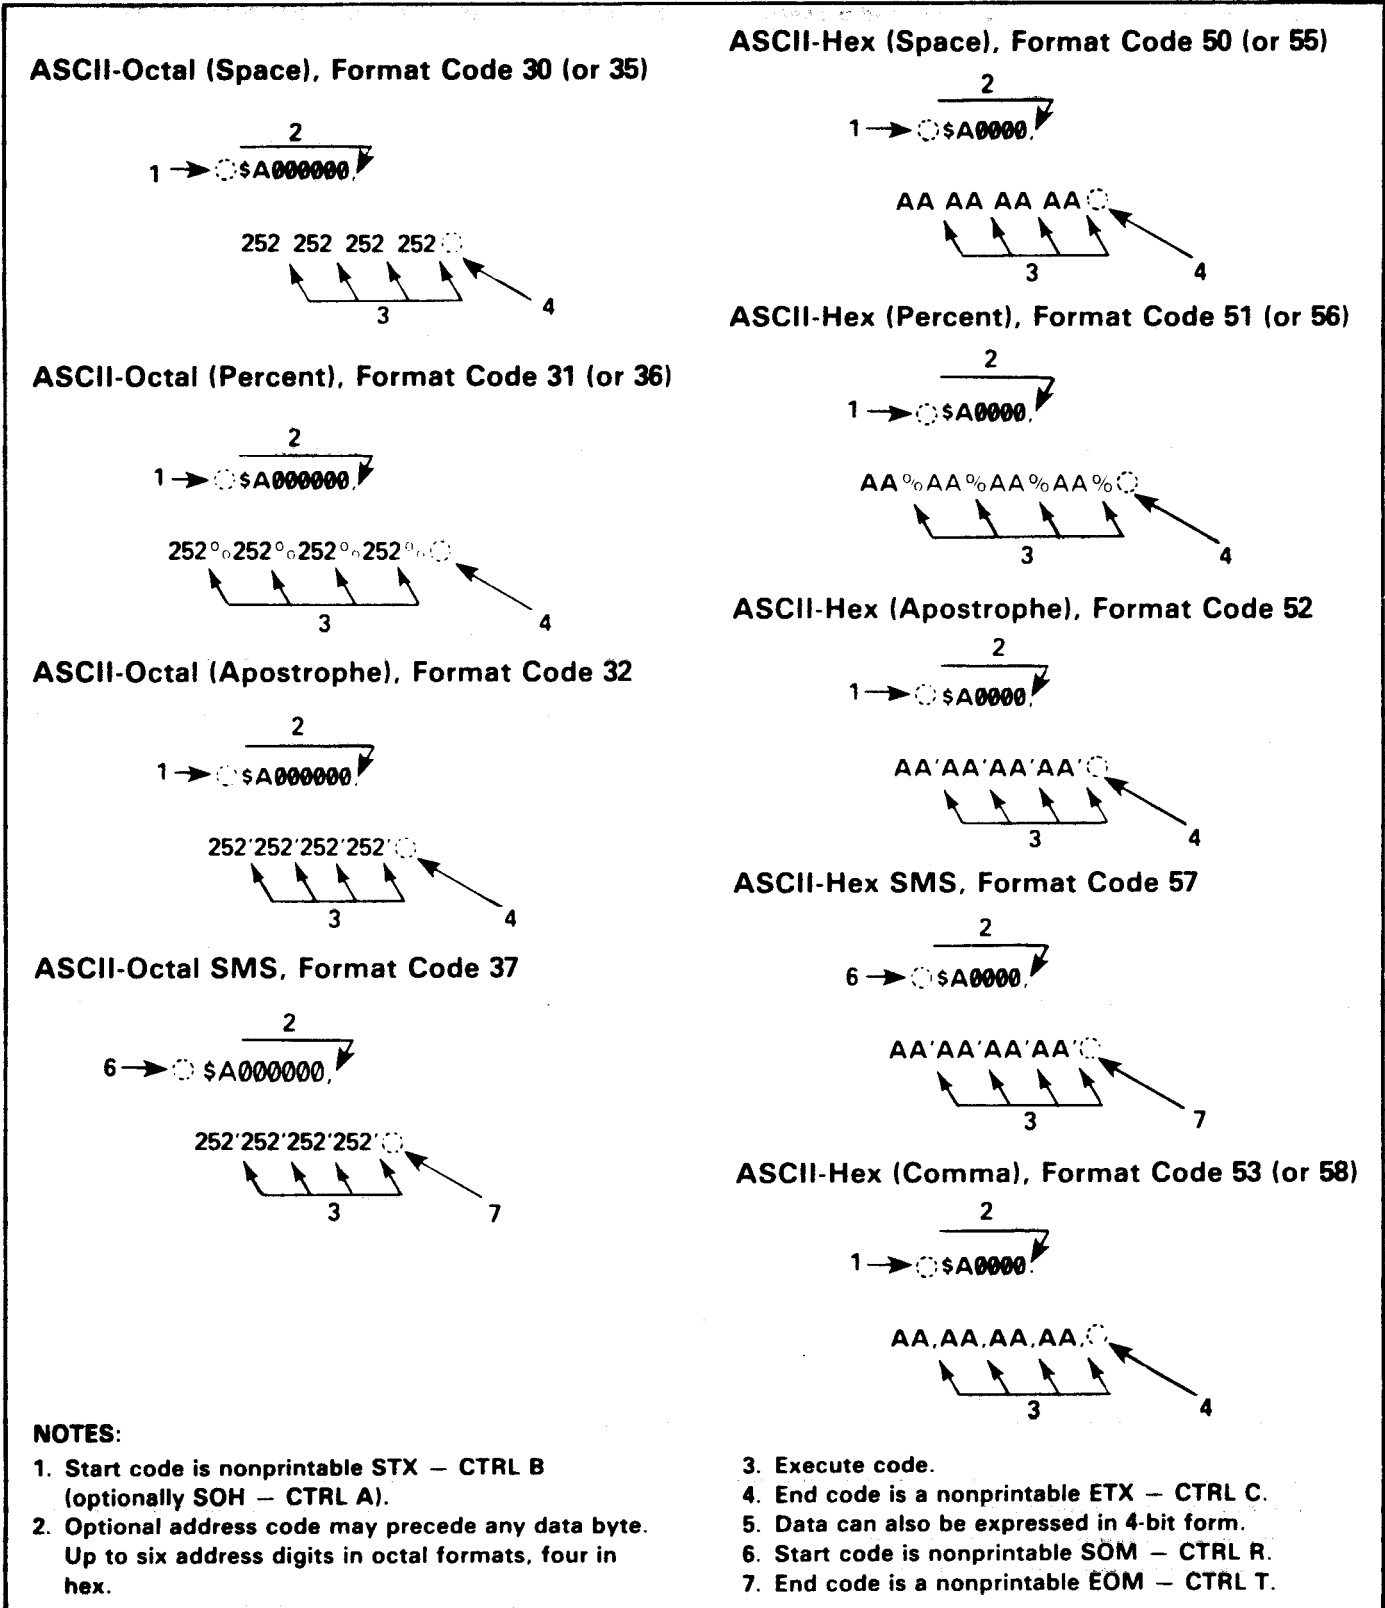 ASCII-Octal (Space), Format Code 30 (or 35)
2
1 $A000000,
252 252 252 252
3
4
ASCII-Octal (Percent), Format Code 31 (or 36)
2
1 $A000000,
252%252%252%252%
3
4
ASCII-Octal (Apostrophe), Format Code 32
2
1 $A000000,
252'252'252'252'
3
4
ASCII-Octal SMS, Format Code 37
2
6 $A000000,
252'252'252'252'
3
7
ASCII-Hex (Space), Format Code 50 (or 55)
2
1 $A0000,
AA AA AA AA
3
4
ASCII-Hex (Percent), Format Code 51 (or 56)
2
1 $A0000,
AA%AA%AA%AA%
3
4
ASCII-Hex (Apostrophe), Format Code 52
2
1 $A0000,
AA'AA'AA'AA'
3
4
ASCII-Hex SMS, Format Code 57
2
6 $A0000,
AA'AA'AA'AA'
3
7
ASCII-Hex (Comma), Format Code 53 (or 58)
2
1 $A0000.
AA,AA,AA,AA,
3
4
NOTES:
1. Start code is nonprintable STX — CTRL B
(optionally SOH — CTRL A).
2. Optional address code may precede any data byte.
Up to six address digits in octal formats, four in
hex.
3. Execute code.
4. End code is a nonprintable ETX — CTRL C.
5. Data can also be expressed in 4-bit form.
6. Start code is nonprintable SOM — CTRL R.
7. End code is a nonprintable EOM — CTRL T.